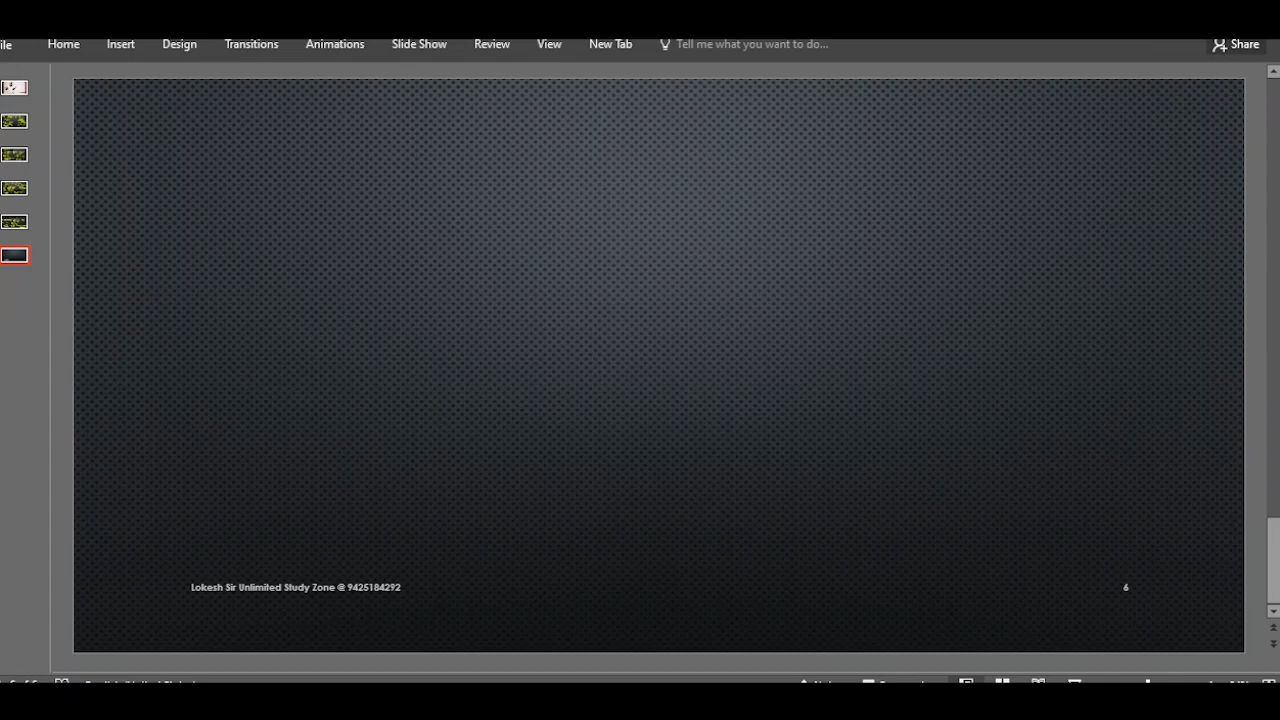 Home Insert Design Transitions Animations Slide Show Review View New Tab Tell me what you want to do... Share
Lokesh Sir Unlimited Study Zone @ 9425184292
6